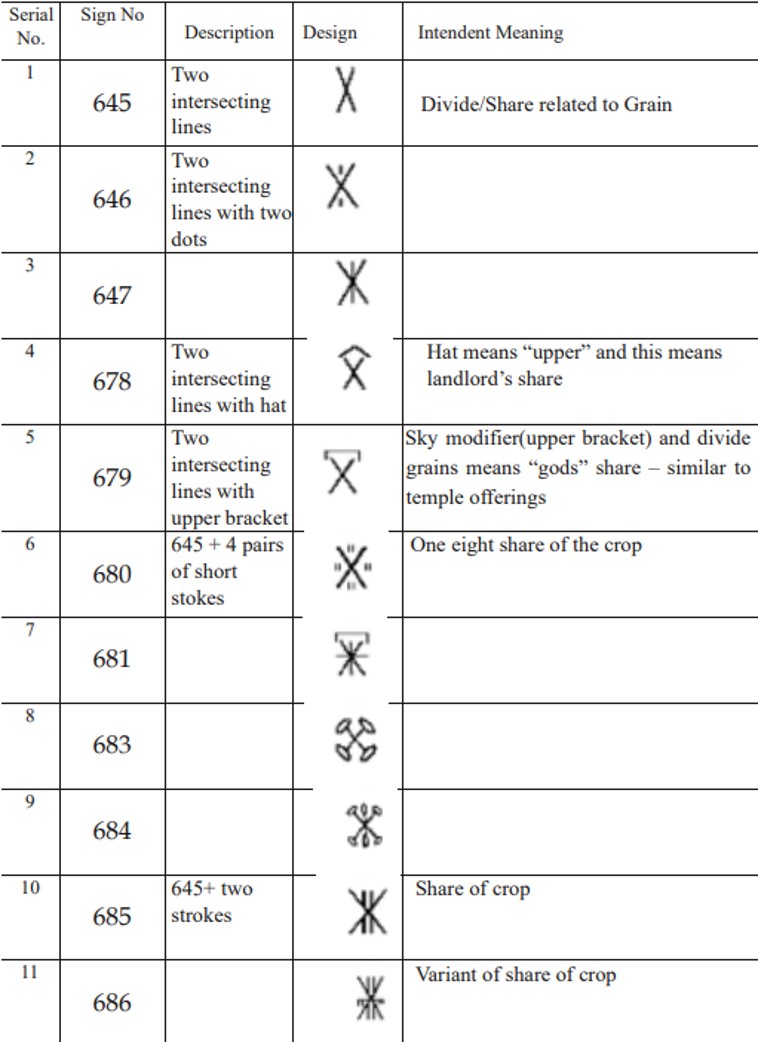 Serial No. Sign No Description Design Intendent Meaning
1 645 Two intersecting lines Divide/Share related to Grain
2 646 Two intersecting lines with two dots
3 647
4 678 Two intersecting lines with hat Hat means “upper” and this means landlord’s share
5 679 Two intersecting lines with upper bracket Sky modifier(upper bracket) and divide grains means “gods” share – similar to temple offerings
6 680 645 + 4 pairs of short stokes One eight share of the crop
7 681
8 683
9 684
10 685 645+ two strokes Share of crop
11 686 Variant of share of crop